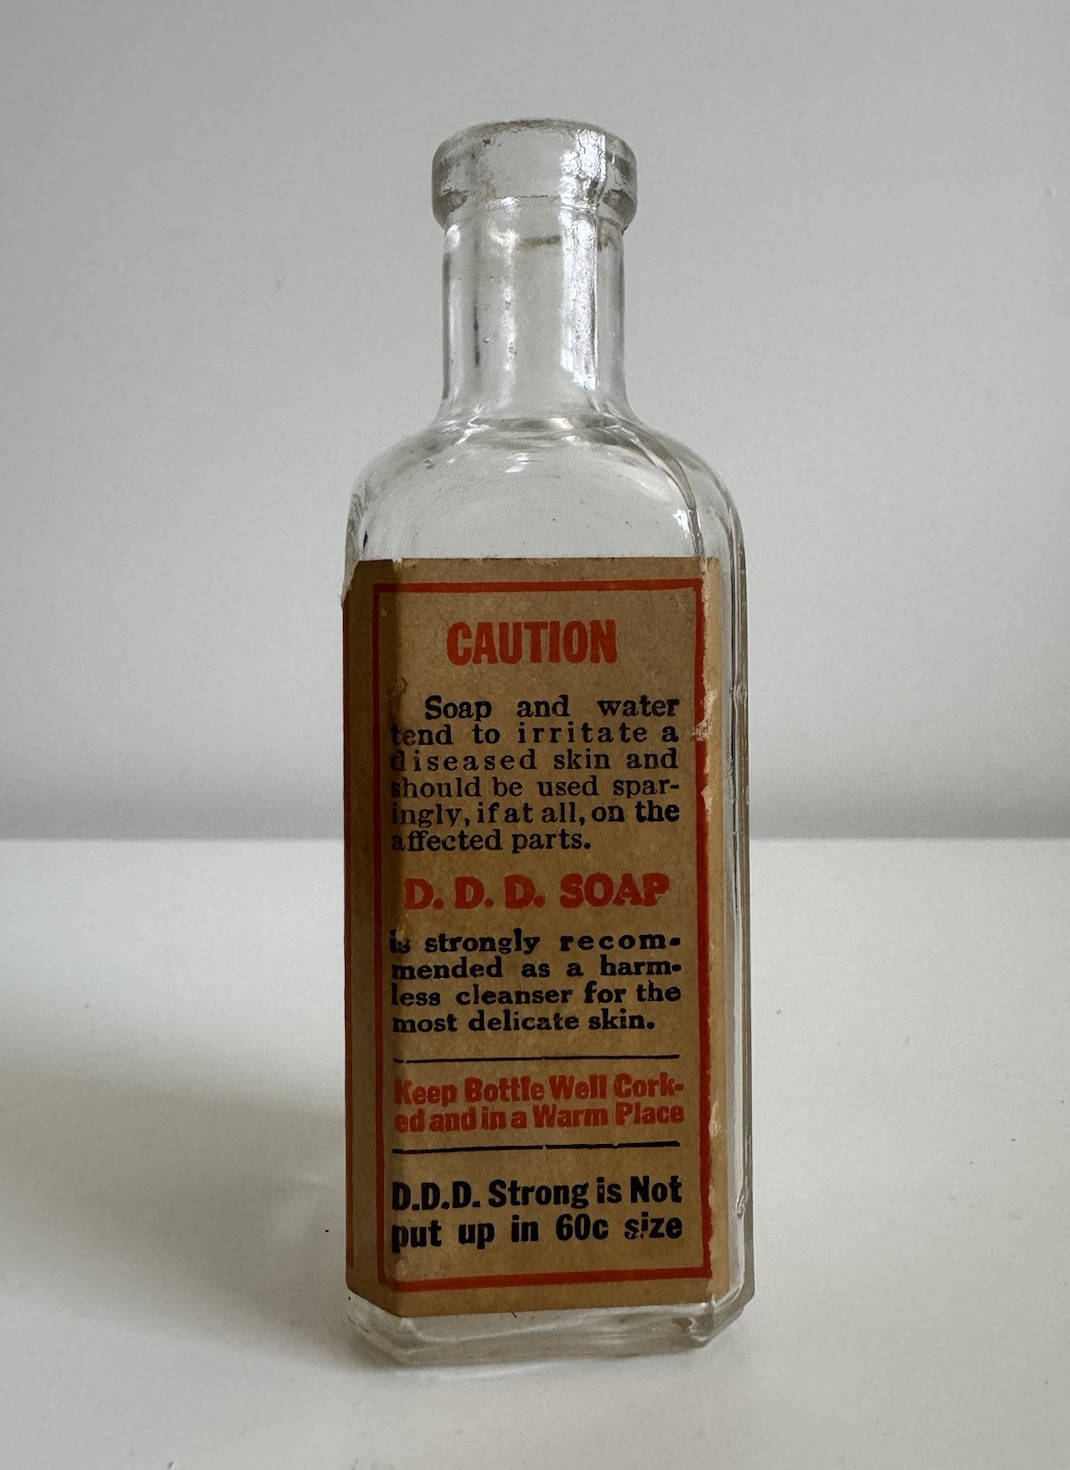 CAUTION
Soap and water
tend to irritate a
diseased skin and
should be used spar-
ingly, if at all, on the
affected parts.
D. D. D. SOAP
is strongly recom-
mended as a harm-
less cleanser for the
most delicate skin.
Keep Bottle Well Cork-
ed and in a Warm Place
D.D.D. Strong is Not
put up in 60c size